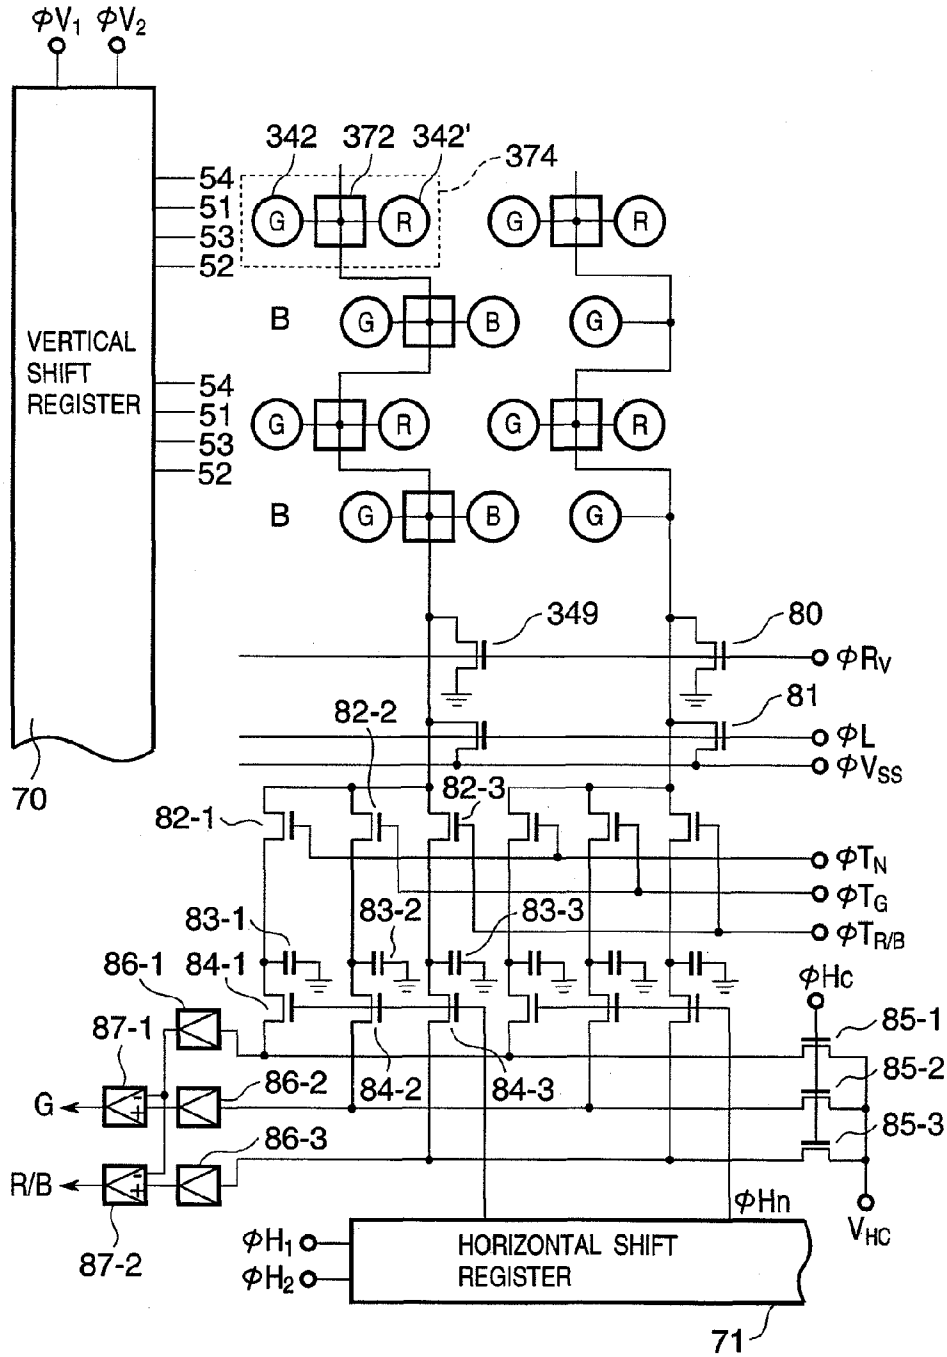 ϕV1 ϕV2
342 372 342' 374
54
51
53
52
G R G R
B G B G
VERTICAL
SHIFT
REGISTER
54
51
53
52
G R G R
B G B G
349 80
ϕRV
82-2 81
ϕL
ϕVSS
70
82-1 82-3
ϕTN
ϕTG
ϕTR/B
83-1 83-2 83-3
86-1 84-1 ϕHc
87-1 85-1
86-2 84-2 84-3 85-2
G - +
86-3 85-3
R/B - +
ϕHn
VHC
87-2
ϕH1
ϕH2
HORIZONTAL SHIFT
REGISTER
71